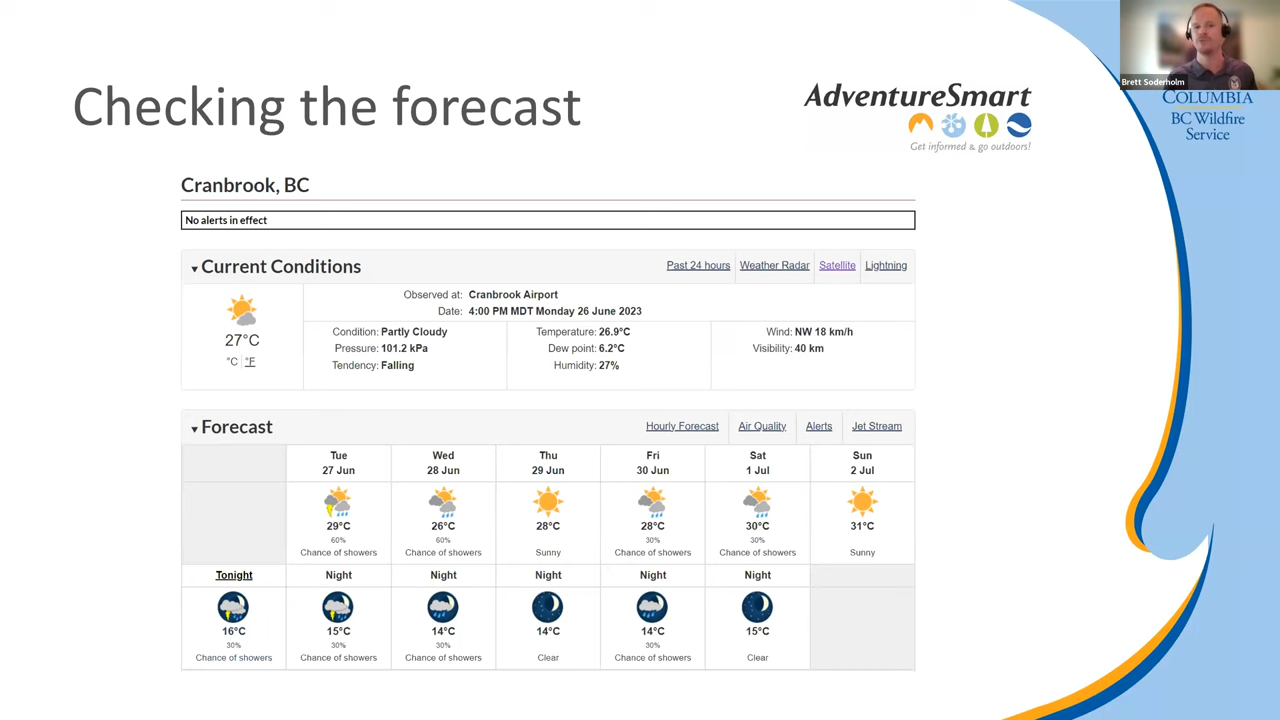 Brett Soderholm
COLUMBIA
BC Wildfire
Service
Checking the forecast
AdventureSmart
Get informed & go outdoors!
Cranbrook, BC
No alerts in effect
Current Conditions
Past 24 hours Weather Radar Satellite Lightning
27°C
°C °F
Observed at: Cranbrook Airport
Date: 4:00 PM MDT Monday 26 June 2023
Condition: Partly Cloudy Temperature: 26.9°C Wind: NW 18 km/h
Pressure: 101.2 kPa Dew point: 6.2°C Visibility: 40 km
Tendency: Falling Humidity: 27%
Forecast
Hourly Forecast Air Quality Alerts Jet Stream
Tue Wed Thu Fri Sat Sun
27 Jun 28 Jun 29 Jun 30 Jun 1 Jul 2 Jul
29°C 26°C 28°C 28°C 30°C 31°C
60% 60% 30% 30%
Chance of showers Chance of showers Sunny Chance of showers Chance of showers Sunny
Tonight Night Night Night Night Night
16°C 15°C 14°C 14°C 14°C 15°C
30% 30% 30% 30%
Chance of showers Chance of showers Chance of showers Clear Chance of showers Clear